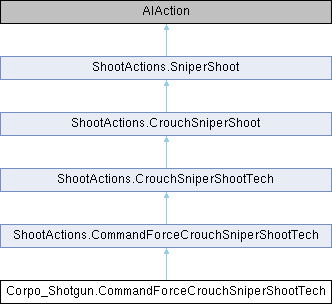 AIAction
ShootActions.SniperShoot
ShootActions.CrouchSniperShoot
ShootActions.CrouchSniperShootTech
ShootActions.CommandForceCrouchSniperShootTech
Corpo_Shotgun.CommandForceCrouchSniperShootTech